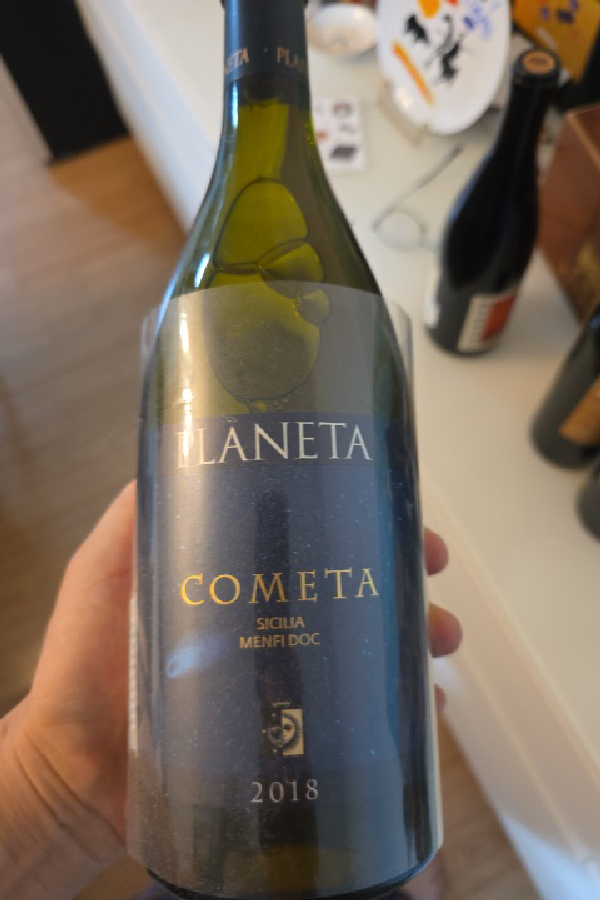 PLANETA
COMETA
SICILIA
MENFI DOC
2018